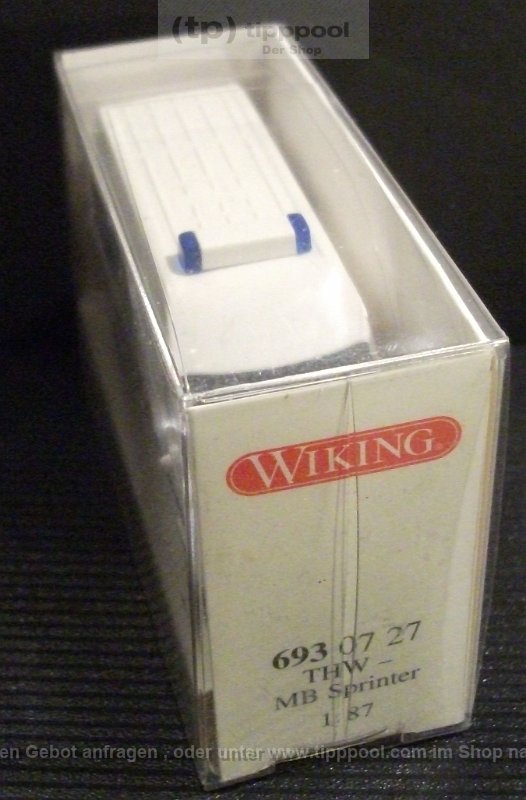 (tp) tipppool
Der Shop
WIKING
693 07 27
THW -
MB Sprinter
1:87
en Gebot anfragen , oder unter www.tipppool.com im Shop na